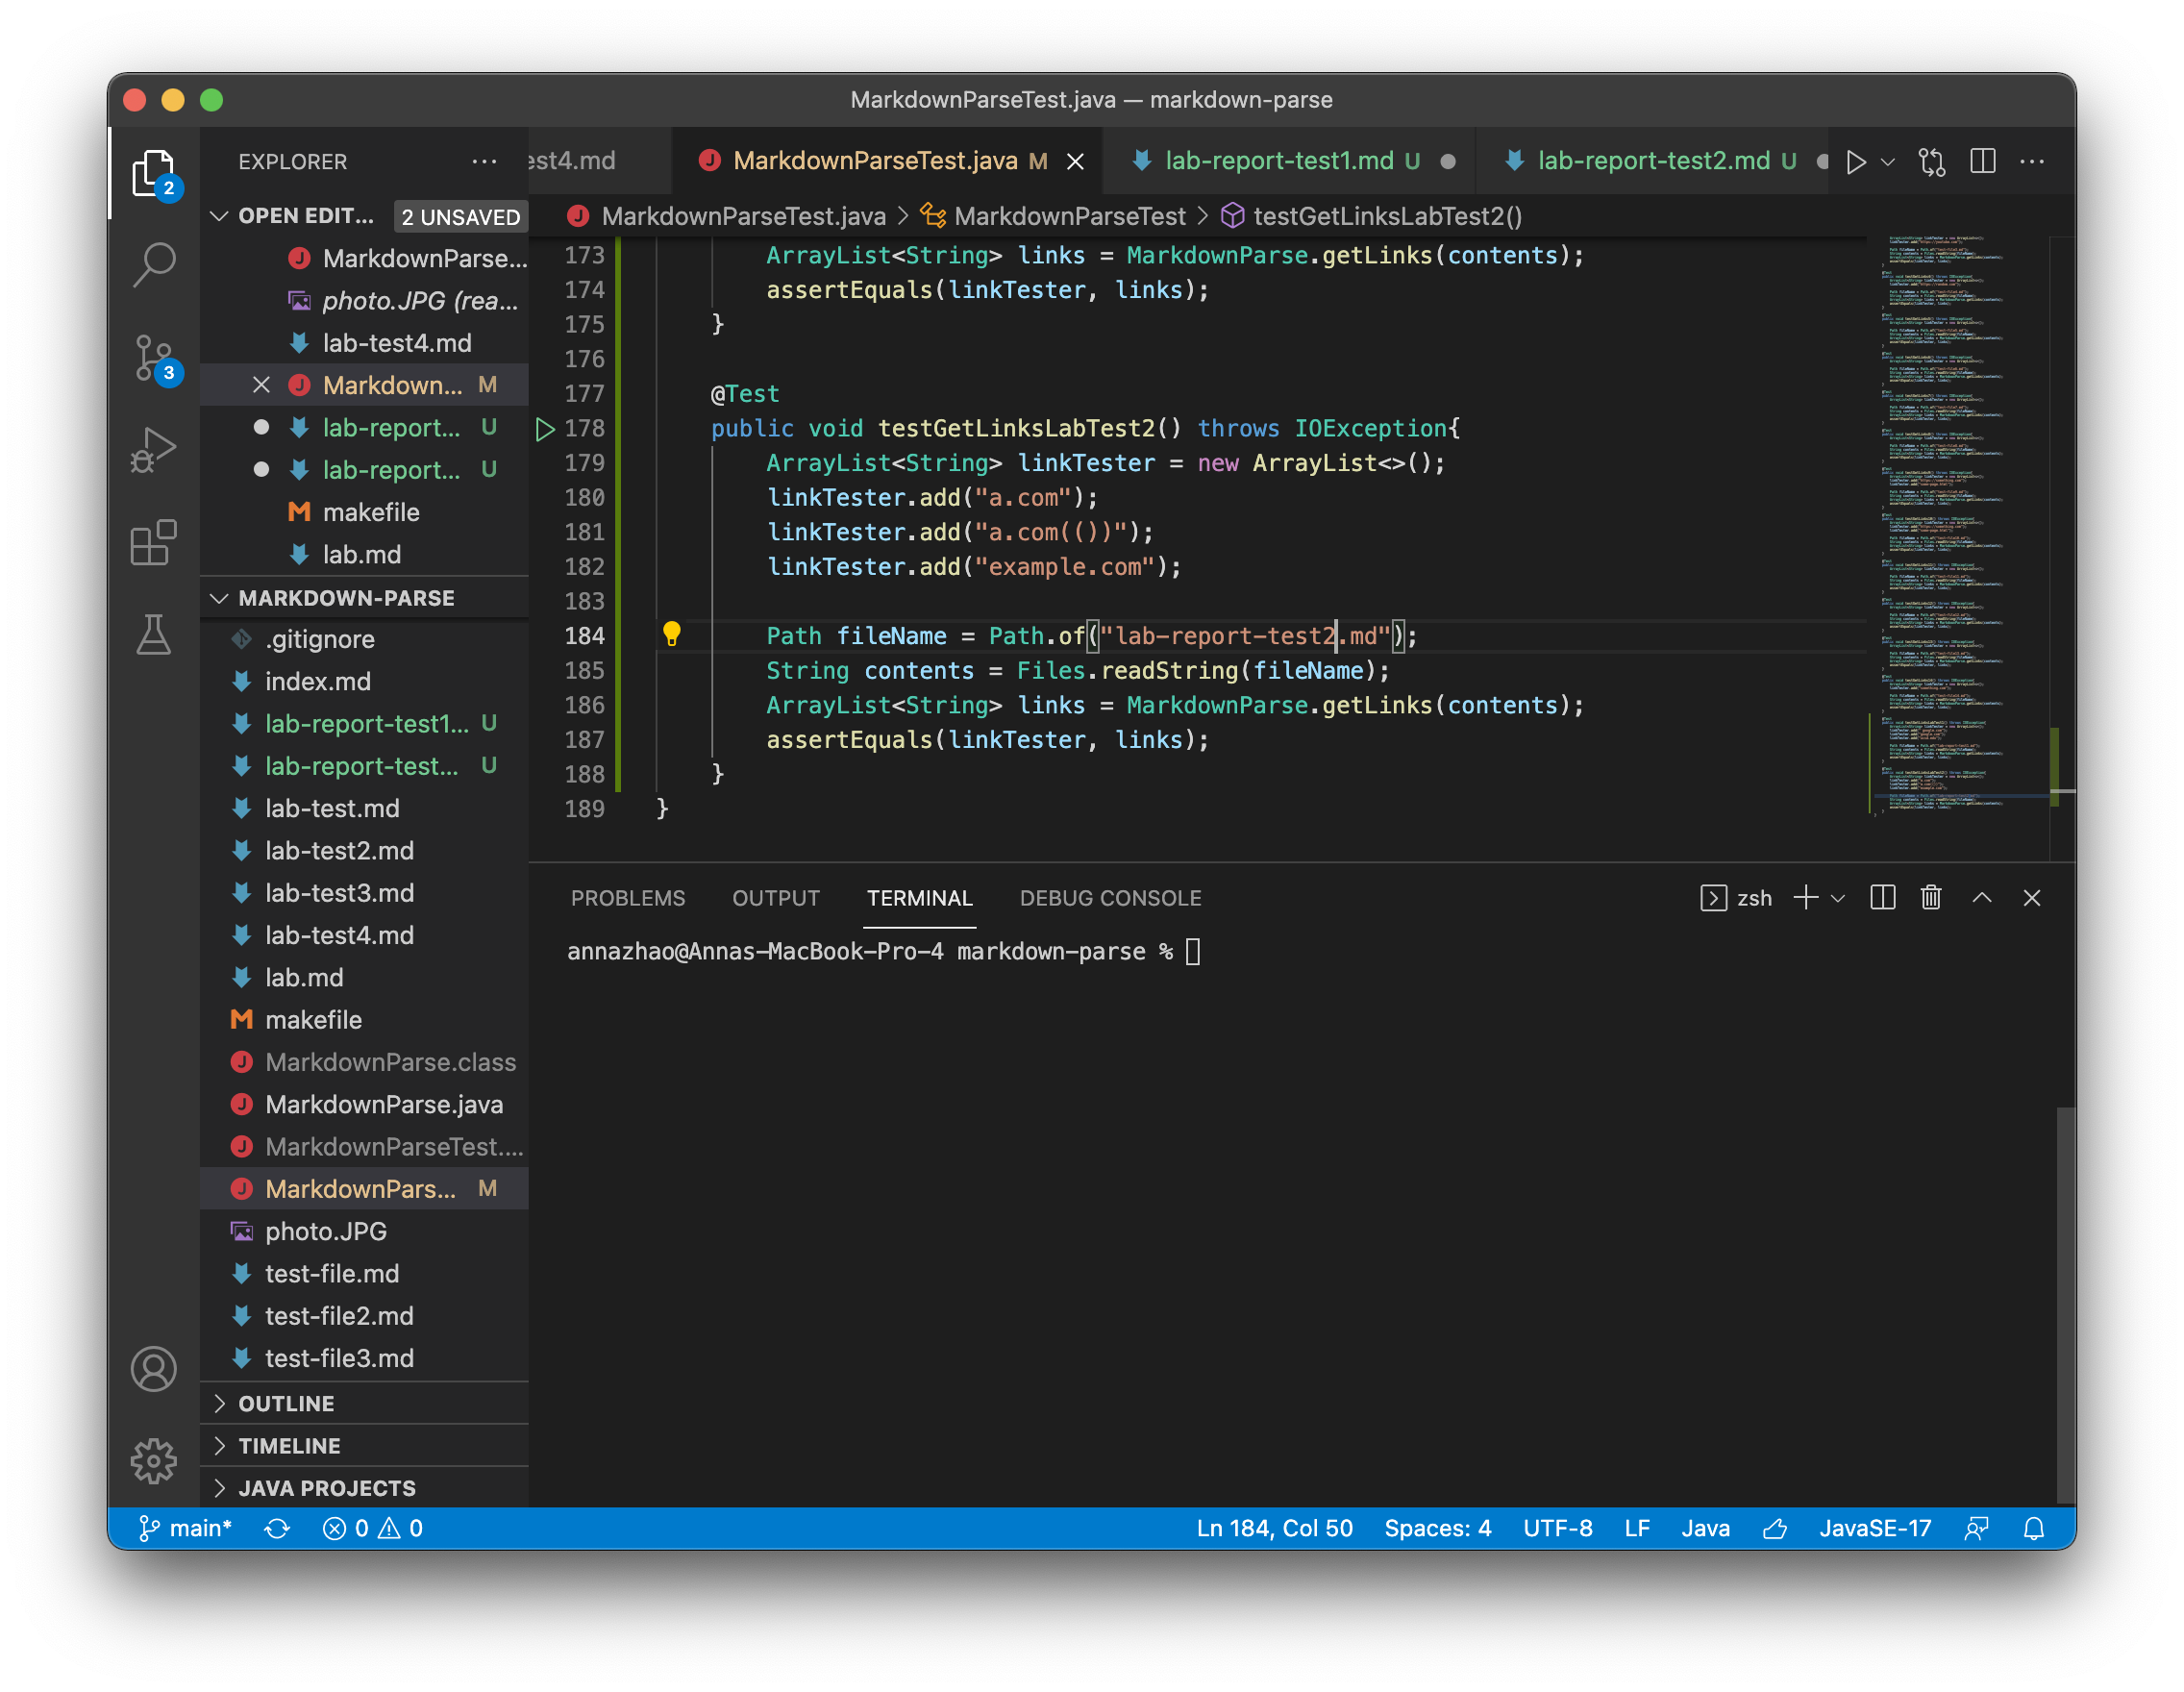 MarkdownParseTest.java — markdown-parse
EXPLORER ···
2
OPEN EDIT... 2 UNSAVED
MarkdownParse...
photo.JPG (rea...
lab-test4.md
3
Markdown... M
lab-report... U
lab-report... U
makefile
lab.md
MARKDOWN-PARSE
.gitignore
index.md
lab-report-test1... U
lab-report-test... U
lab-test.md
lab-test2.md
lab-test3.md
lab-test4.md
lab.md
makefile
MarkdownParse.class
MarkdownParse.java
MarkdownParseTest....
MarkdownPars... M
photo.JPG
test-file.md
test-file2.md
test-file3.md
OUTLINE
TIMELINE
JAVA PROJECTS
est4.md MarkdownParseTest.java M lab-report-test1.md U lab-report-test2.md U
MarkdownParseTest.java > MarkdownParseTest > testGetLinksLabTest2()
173 ArrayList<String> links = MarkdownParse.getLinks(contents);
174 assertEquals(linkTester, links);
175 }
176
177 @Test
178 public void testGetLinksLabTest2() throws IOException{
179 ArrayList<String> linkTester = new ArrayList<>();
180 linkTester.add("a.com");
181 linkTester.add("a.com(())");
182 linkTester.add("example.com");
183
184 Path fileName = Path.of("lab-report-test2.md");
185 String contents = Files.readString(fileName);
186 ArrayList<String> links = MarkdownParse.getLinks(contents);
187 assertEquals(linkTester, links);
188 }
189 }
PROBLEMS OUTPUT TERMINAL DEBUG CONSOLE zsh
annazhao@Annas-MacBook-Pro-4 markdown-parse %
main* 0 0 Ln 184, Col 50 Spaces: 4 UTF-8 LF Java JavaSE-17